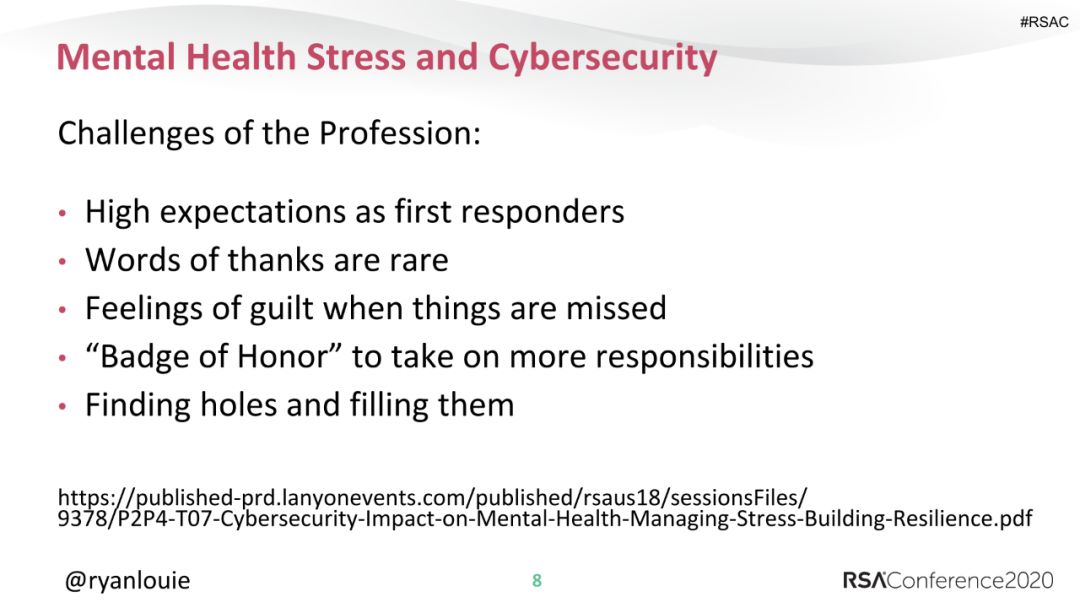 #RSAC
Mental Health Stress and Cybersecurity
Challenges of the Profession:
• High expectations as first responders
• Words of thanks are rare
• Feelings of guilt when things are missed
• “Badge of Honor” to take on more responsibilities
• Finding holes and filling them
https://published-prd.lanyonevents.com/published/rsaus18/sessionsFiles/
9378/P2P4-T07-Cybersecurity-Impact-on-Mental-Health-Managing-Stress-Building-Resilience.pdf
@ryanlouie
8
RSAConference2020